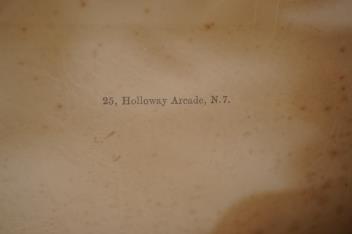 25, Holloway Arcade, N.7.